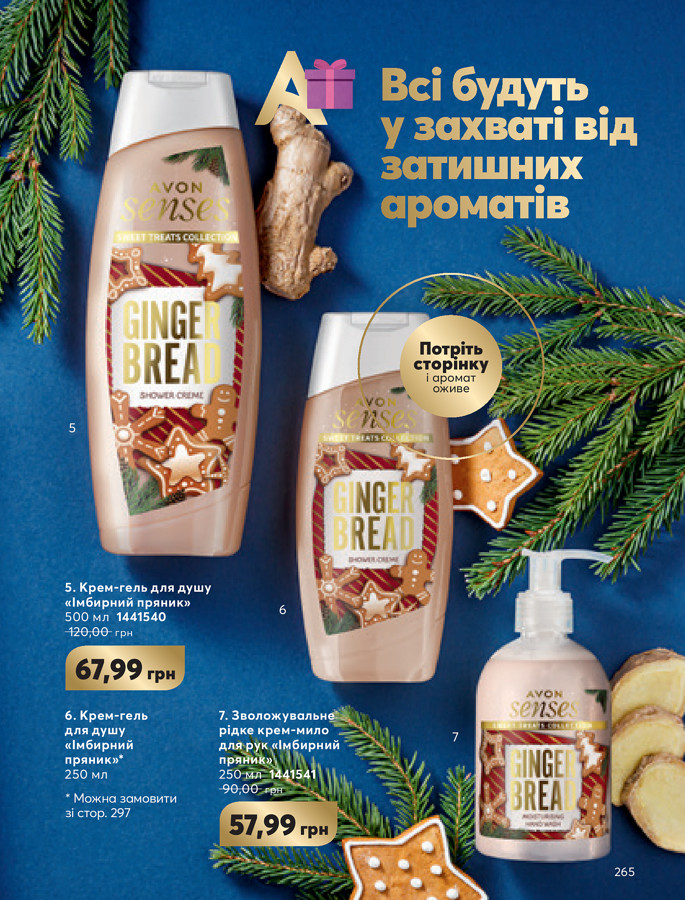 Всі будуть
у захваті від
затишних
ароматів
AVON
senses
SWEET TREATS COLLECTION
GINGER
BREAD
SHOWER CREME
5
Потріть
сторінку
і аромат
оживе
AVON
senses
SWEET TREATS COLLECTION
GINGER
BREAD
SHOWER CREME
6
5. Крем-гель для душу
«Імбирний пряник»
500 мл 1441540
120,00 грн
67,99 грн
6. Крем-гель
для душу
«Імбирний
пряник»*
250 мл
* Можна замовити
зі стор. 297
7. Зволожувальне
рідке крем-мило
для рук «Імбирний
пряник»
250 мл 1441541
90,00 грн
57,99 грн
7
AVON
senses
SWEET TREATS COLLECTION
GINGER
BREAD
MOISTURISING
HAND WASH
265